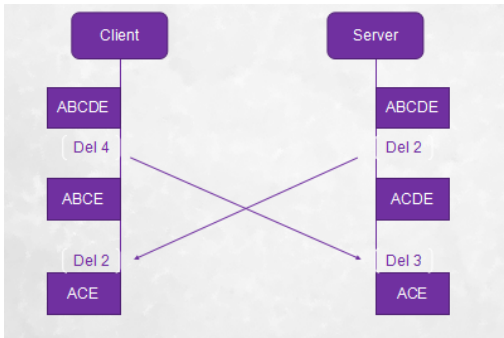 Client
Server
ABCDE
ABCDE
Del 4
Del 2
ABCE
ACDE
Del 2
Del 3
ACE
ACE